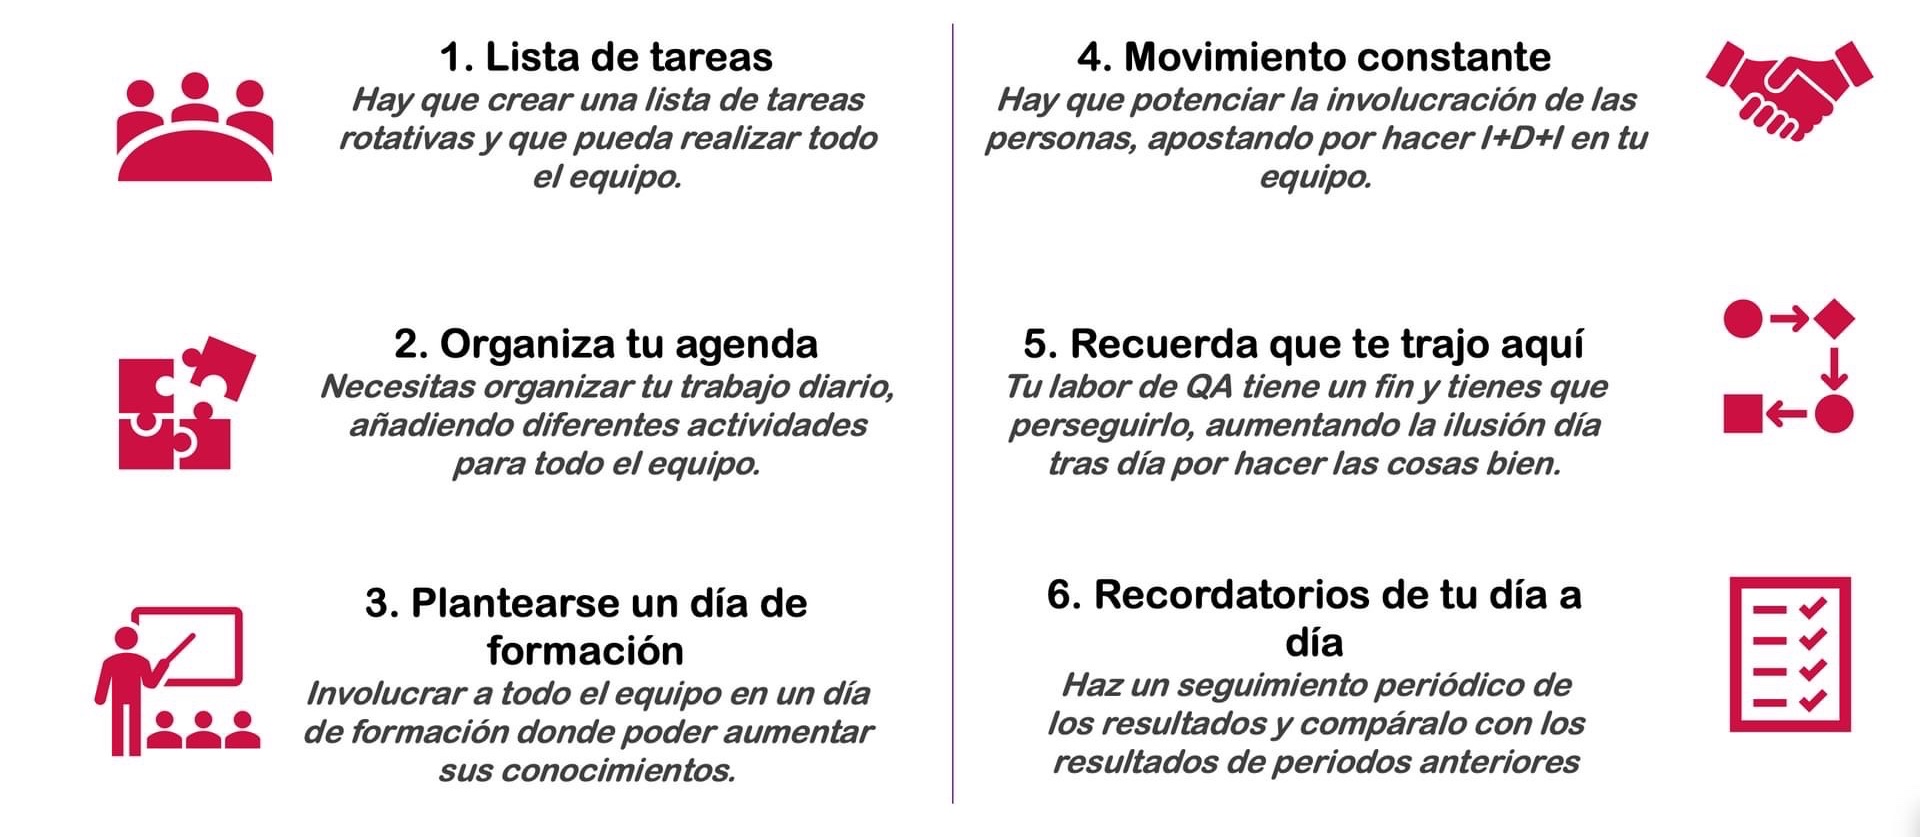 1. Lista de tareas
Hay que crear una lista de tareas
rotativas y que pueda realizar todo
el equipo.
2. Organiza tu agenda
Necesitas organizar tu trabajo diario,
añadiendo diferentes actividades
para todo el equipo.
3. Plantearse un día de
formación
Involucrar a todo el equipo en un día
de formación donde poder aumentar
sus conocimientos.
4. Movimiento constante
Hay que potenciar la involucración de las
personas, apostando por hacer I+D+I en tu
equipo.
5. Recuerda que te trajo aquí
Tu labor de QA tiene un fin y tienes que
perseguirlo, aumentando la ilusión día
tras día por hacer las cosas bien.
6. Recordatorios de tu día a
día
Haz un seguimiento periódico de
los resultados y compáralo con los
resultados de periodos anteriores